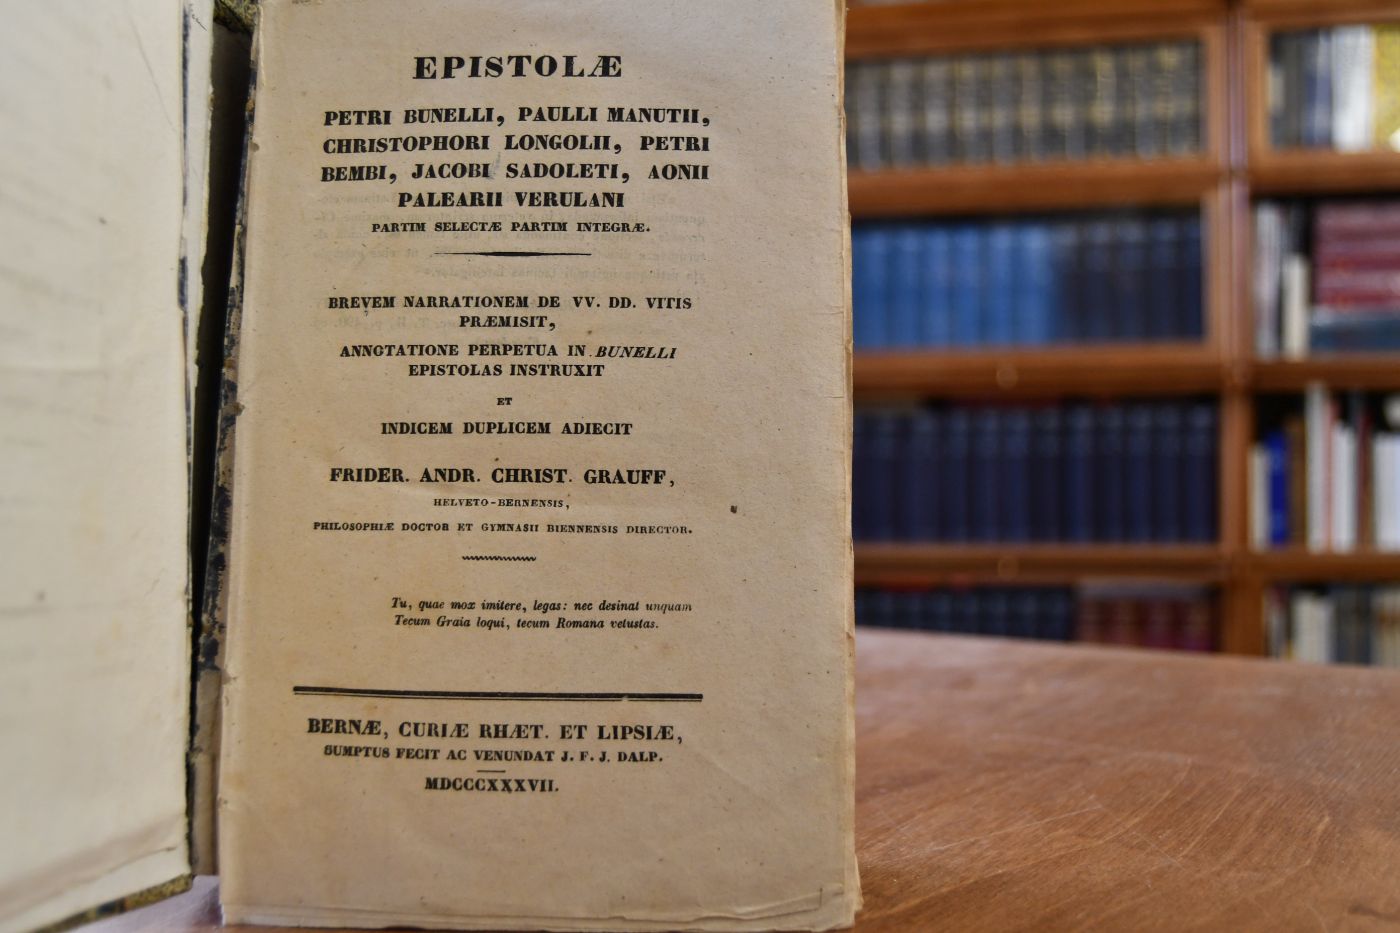 EPISTOLÆ
PETRI BUNELLI, PAULLI MANUTII,
CHRISTOPHORI LONGOLII, PETRI
BEMBI, JACOBI SADOLETI, AONII
PALEARII VERULANI
PARTIM SELECTÆ PARTIM INTEGRÆ.
BREVEM NARRATIONEM DE VV. DD. VITIS
PRÆMISIT,
ANNOTATIONE PERPETUA IN BUNELLI
EPISTOLAS INSTRUXIT
ET
INDICEM DUPLICEM ADIECIT
FRIDER. ANDR. CHRIST. GRAUFF,
HELVETO-BERNENSIS,
PHILOSOPHIÆ DOCTOR ET GYMNASII BIENNENSIS DIRECTOR.
Tu, quae mox imitere, legas: nec desinat unquam
Tecum Graia loqui, tecum Romana vetustas.
BERNÆ, CURIÆ RHÆT. ET LIPSIÆ,
SUMPTUS FECIT AC VENUNDAT J. F. J. DALP.
MDCCCXXXVII.